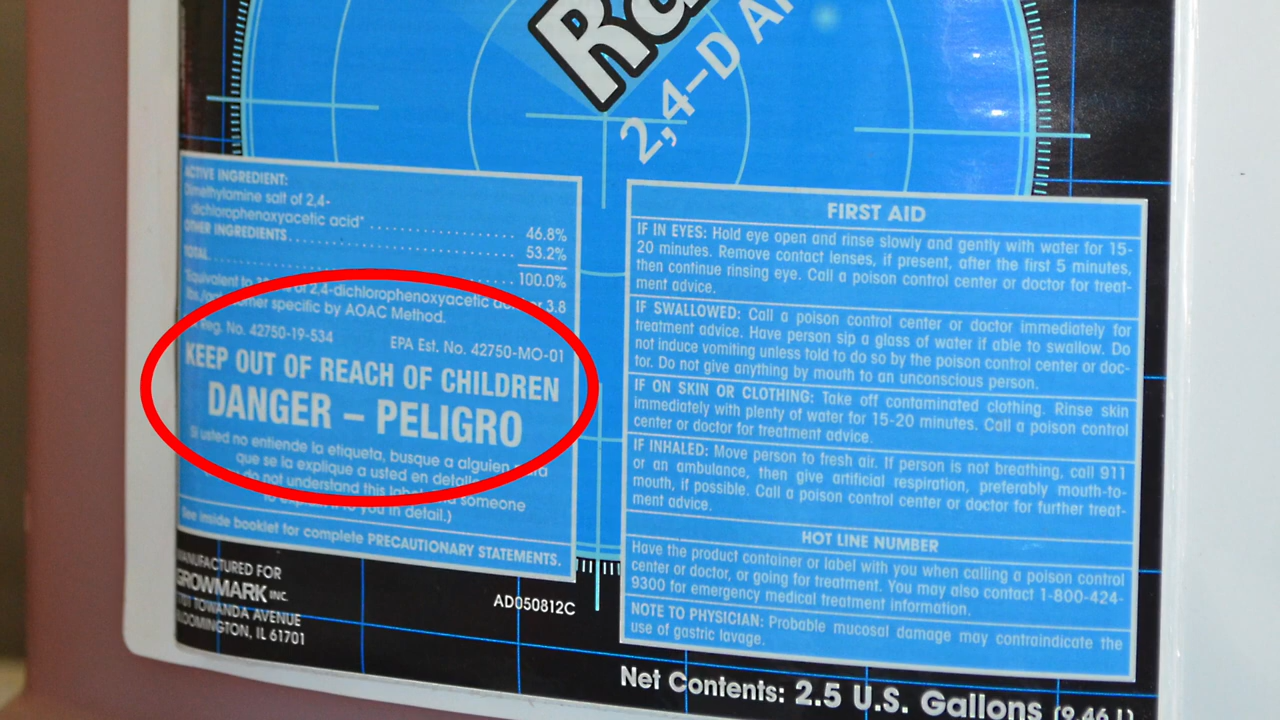 2,4-D
ACTIVE INGREDIENT:
Dimethylamine salt of 2,4-
dichlorophenoxyacetic acid* 46.8%
OTHER INGREDIENTS 53.2%
TOTAL 100.0%
*Equivalent to of 2,4-dichlorophenoxyacetic 3.8
specific by AOAC Method.
Reg. No. 42750-19-534 EPA Est. No. 42750-MO-01
KEEP OUT OF REACH OF CHILDREN
DANGER – PELIGRO
Si usted no entiende la etiqueta, busque a alguien
que se la explique a usted en
do not understand this someone
to you in detail.)
See inside booklet for complete PRECAUTIONARY STATEMENTS.
MANUFACTURED FOR
GROWMARK INC.
TOWANDA AVENUE
BLOOMINGTON, IL 61701
AD050812C
FIRST AID
IF IN EYES: Hold eye open and rinse slowly and gently with water for 15-
20 minutes. Remove contact lenses, if present, after the first 5 minutes,
then continue rinsing eye. Call a poison control center or doctor for treat-
ment advice.
IF SWALLOWED: Call a poison control center or doctor immediately for
treatment advice. Have person sip a glass of water if able to swallow. Do
not induce vomiting unless told to do so by the poison control center or doc-
tor. Do not give anything by mouth to an unconscious person.
IF ON SKIN OR CLOTHING: Take off contaminated clothing. Rinse skin
immediately with plenty of water for 15-20 minutes. Call a poison control
center or doctor for treatment advice.
IF INHALED: Move person to fresh air. If person is not breathing, call 911
or an ambulance, then give artificial respiration, preferably mouth-to-
mouth, if possible. Call a poison control center or doctor for further treat-
ment advice.
HOT LINE NUMBER
Have the product container or label with you when calling a poison control
center or doctor, or going for treatment. You may also contact 1-800-424-
9300 for emergency medical treatment information.
NOTE TO PHYSICIAN: Probable mucosal damage may contraindicate the
use of gastric lavage.
Net Contents: 2.5 U.S. Gallons (9.46 L)